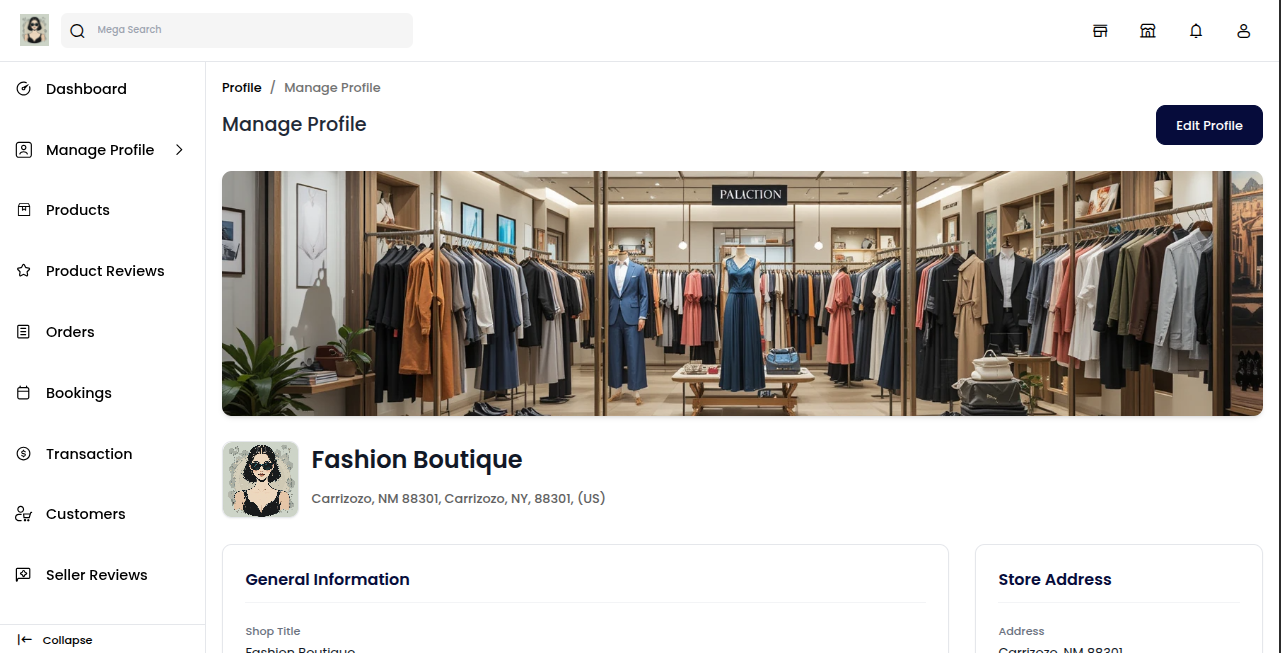 Mega Search
Dashboard
Manage Profile
Products
Product Reviews
Orders
Bookings
Transaction
Customers
Seller Reviews
Collapse
Profile / Manage Profile
Manage Profile
Edit Profile
PALACTION
Fashion Boutique
Carrizozo, NM 88301, Carrizozo, NY, 88301, (US)
General Information
Shop Title
Fashion Boutique
Store Address
Address
Carrizozo, NM 88301